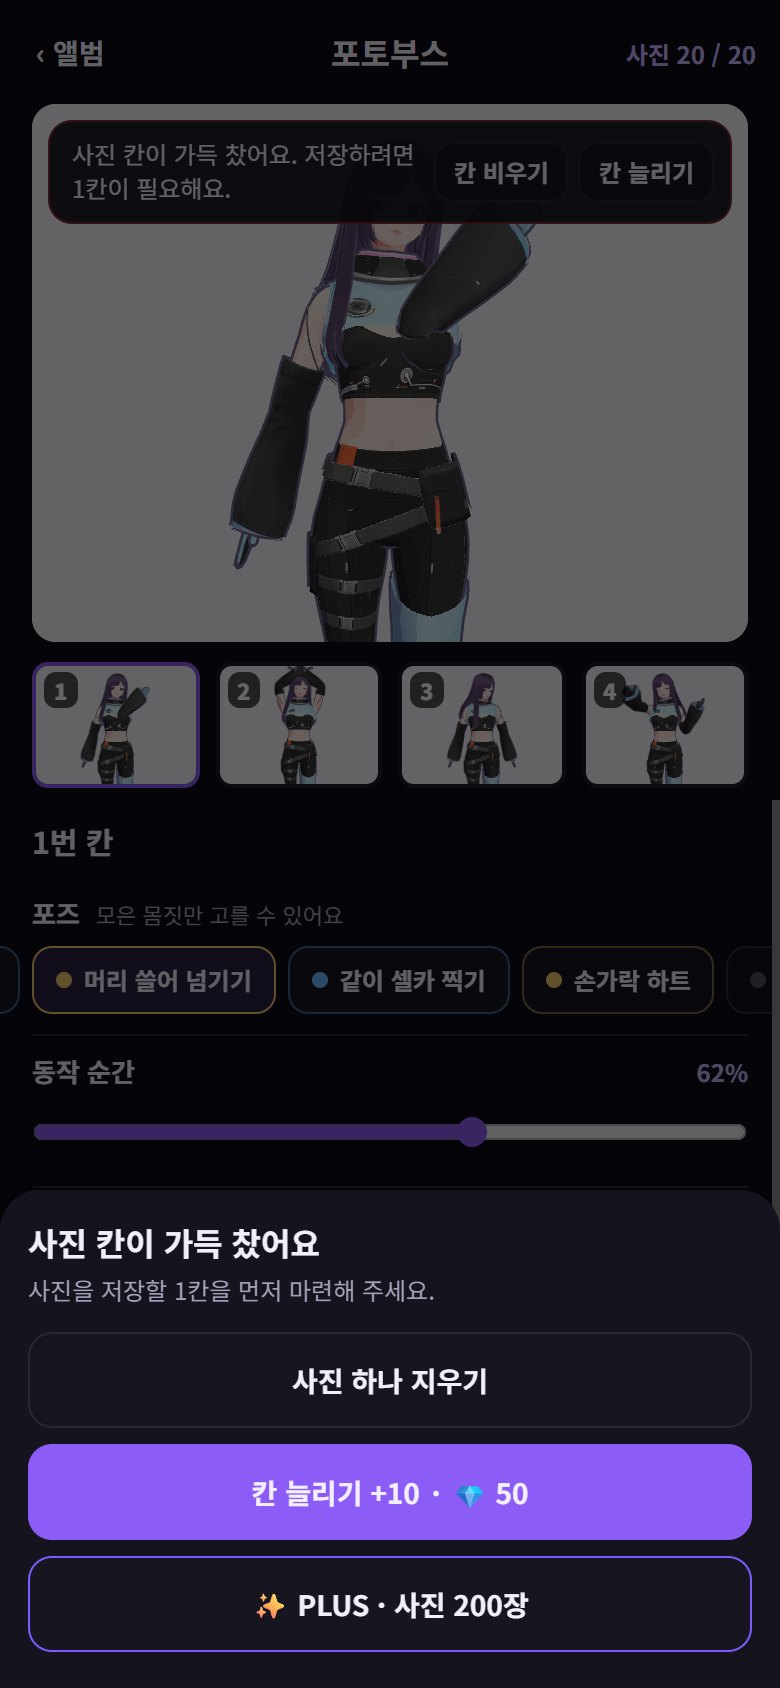 ‹ 앨범
포토부스
사진 20 / 20
사진 칸이 가득 찼어요. 저장하려면
1칸이 필요해요.
칸 비우기
칸 늘리기
1
2
3
4
1번 칸
포즈 모은 몸짓만 고를 수 있어요
머리 쓸어 넘기기
같이 셀카 찍기
손가락 하트
동작 순간
62%
사진 칸이 가득 찼어요
사진을 저장할 1칸을 먼저 마련해 주세요.
사진 하나 지우기
칸 늘리기 +10 · 💎 50
✨ PLUS · 사진 200장